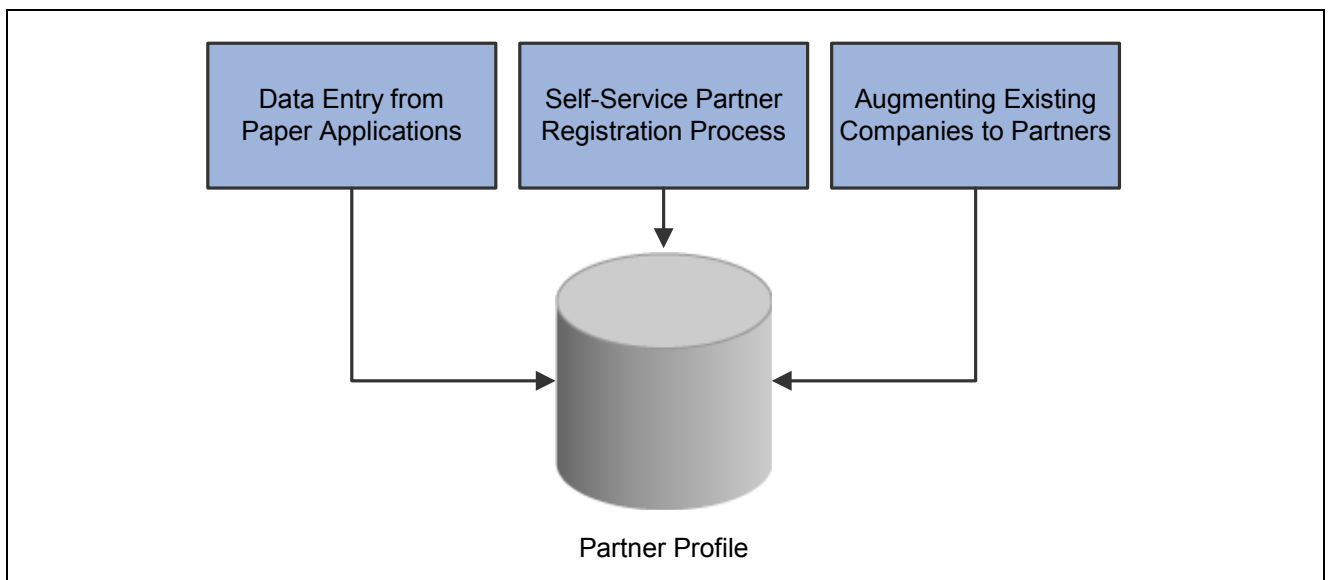 Data Entry from
Paper Applications
Self-Service Partner
Registration Process
Augmenting Existing
Companies to Partners
Partner Profile